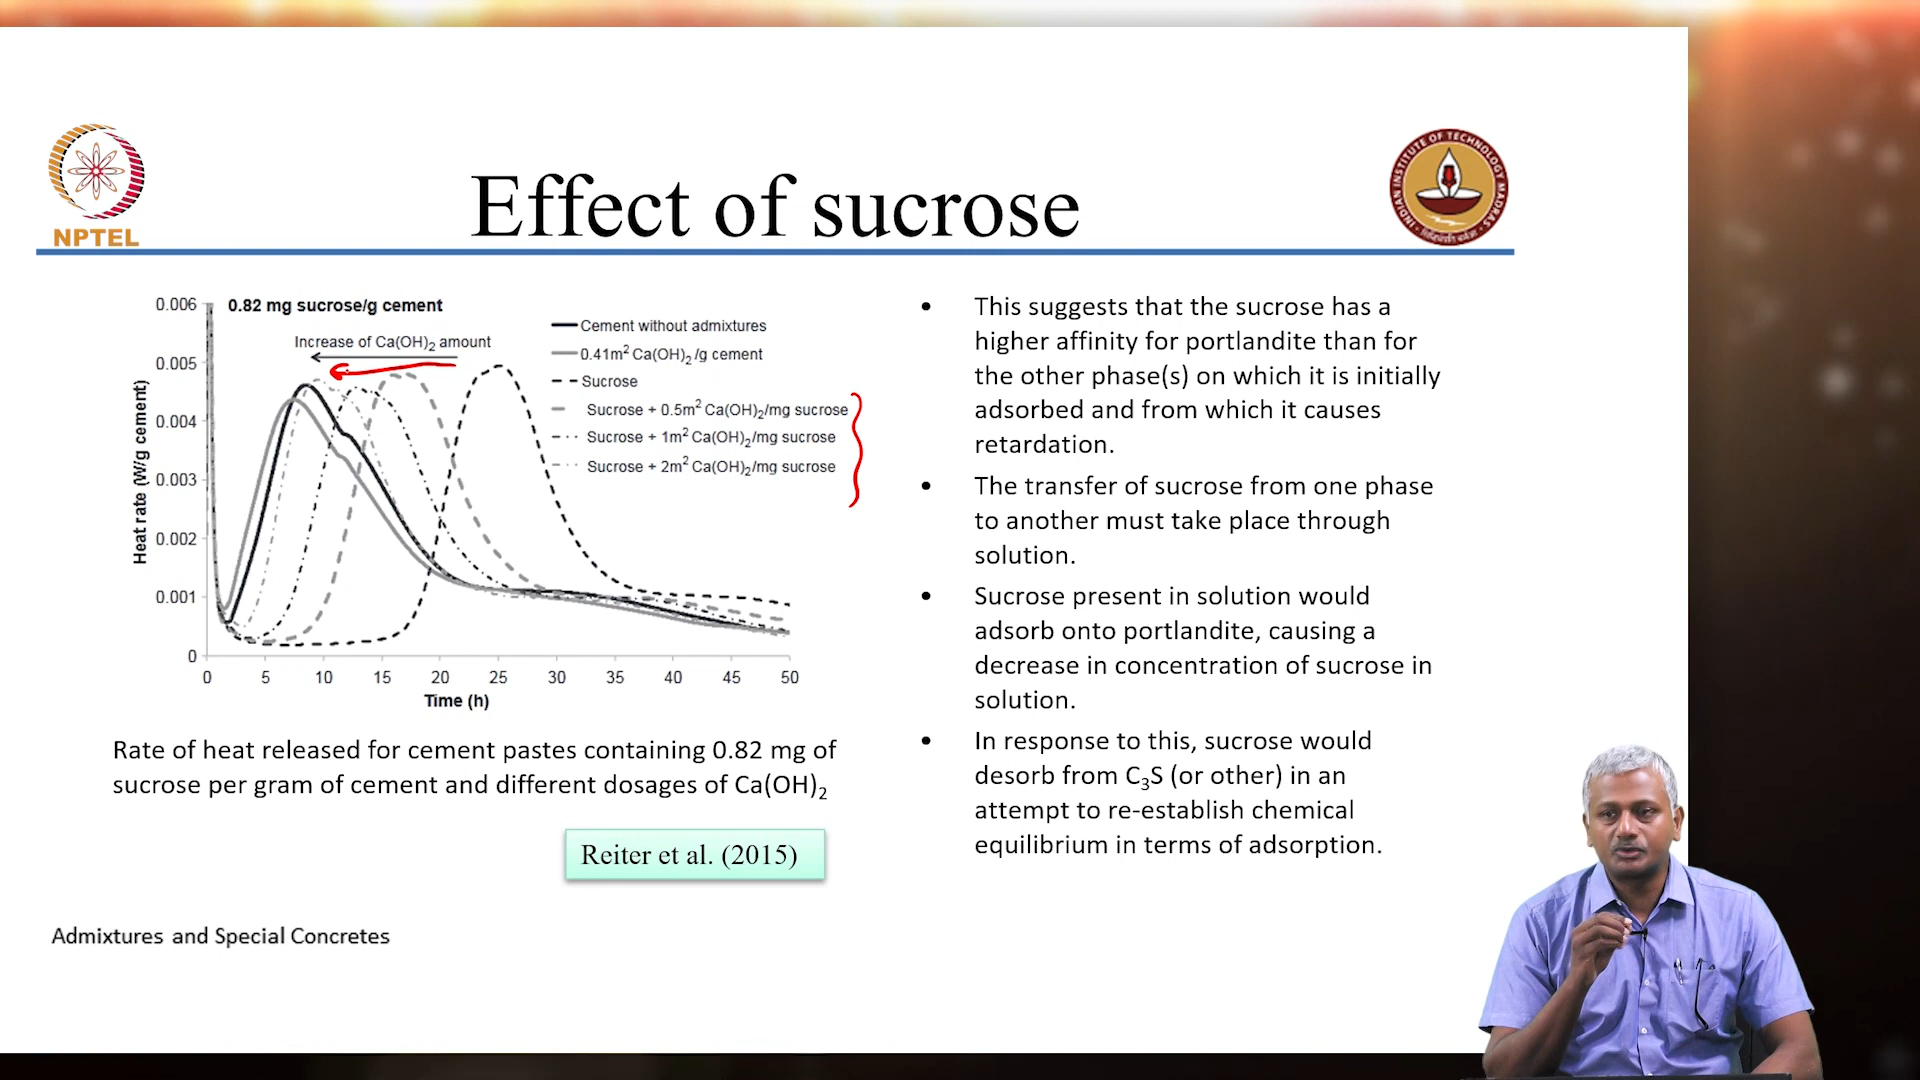 NPTEL
Effect of sucrose
INDIAN INSTITUTE OF TECHNOLOGY MADRAS
0.82 mg sucrose/g cement
Increase of Ca(OH)₂ amount
Cement without admixtures
0.41m² Ca(OH)₂ /g cement
Sucrose
Sucrose + 0.5m² Ca(OH)₂/mg sucrose
Sucrose + 1m² Ca(OH)₂/mg sucrose
Sucrose + 2m² Ca(OH)₂/mg sucrose
Heat rate (W/g cement)
0.006
0.005
0.004
0.003
0.002
0.001
0
0 5 10 15 20 25 30 35 40 45 50
Time (h)
Rate of heat released for cement pastes containing 0.82 mg of
sucrose per gram of cement and different dosages of Ca(OH)₂
Reiter et al. (2015)
• This suggests that the sucrose has a
higher affinity for portlandite than for
the other phase(s) on which it is initially
adsorbed and from which it causes
retardation.
• The transfer of sucrose from one phase
to another must take place through
solution.
• Sucrose present in solution would
adsorb onto portlandite, causing a
decrease in concentration of sucrose in
solution.
• In response to this, sucrose would
desorb from C₃S (or other) in an
attempt to re-establish chemical
equilibrium in terms of adsorption.
Admixtures and Special Concretes